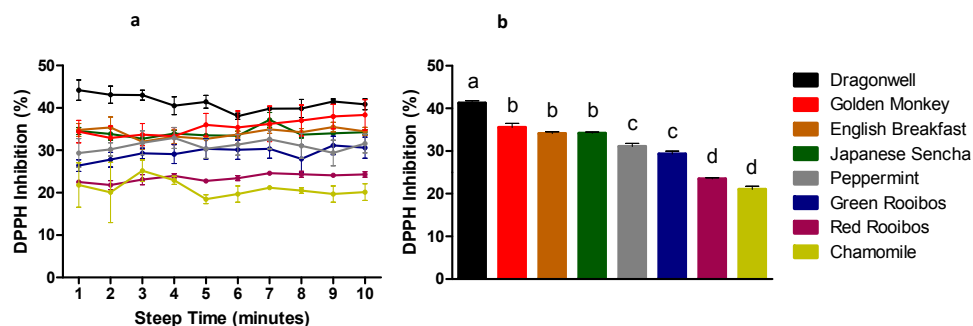 a
DPPH Inhibition (%)
50
40
30
20
10
0
1 2 3 4 5 6 7 8 9 10
Steep Time (minutes)
b
DPPH Inhibition (%)
50
40
30
20
10
0
a
b
b
b
c
c
d
d
Dragonwell
Golden Monkey
English Breakfast
Japanese Sencha
Peppermint
Green Rooibos
Red Rooibos
Chamomile